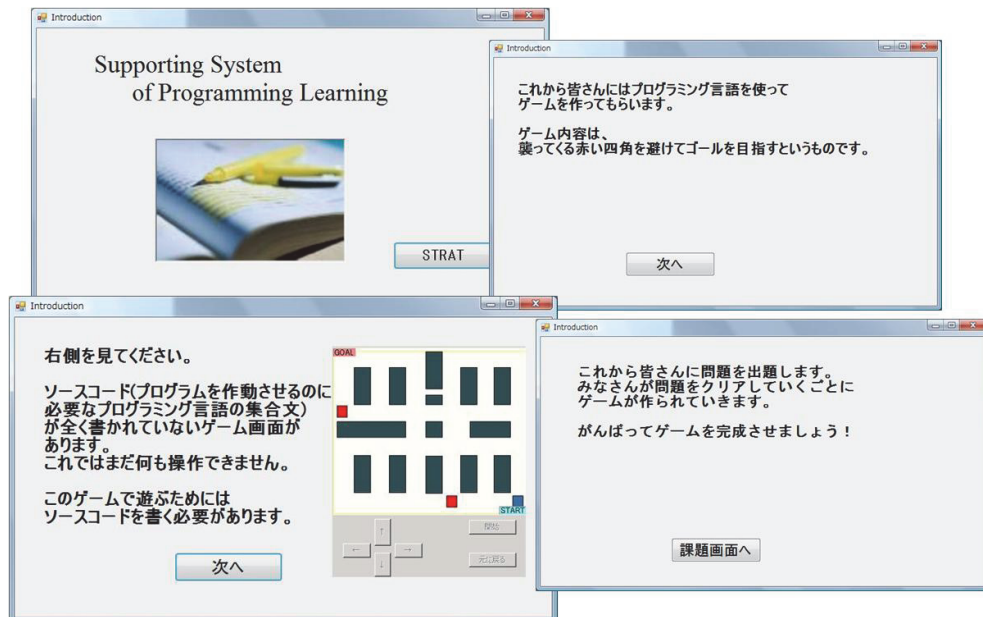 Introduction
Supporting System
of Programming Learning
STRAT
Introduction
これから皆さんにはプログラミング言語を使って
ゲームを作ってもらいます。
ゲーム内容は、
襲ってくる赤い四角を避けてゴールを目指すというものです。
次へ
Introduction
右側を見てください。
ソースコード(プログラムを作動させるのに
必要なプログラミング言語の集合文)
が全く書かれていないゲーム画面が
あります。
これではまだ何も操作できません。
このゲームで遊ぶためには
ソースコードを書く必要があります。
次へ
GOAL
START
↑
← →
↓
開始
元に戻る
Introduction
これから皆さんに問題を出題します。
みなさんが問題をクリアしていくごとに
ゲームが作られていきます。
がんばってゲームを完成させましょう！
課題画面へ